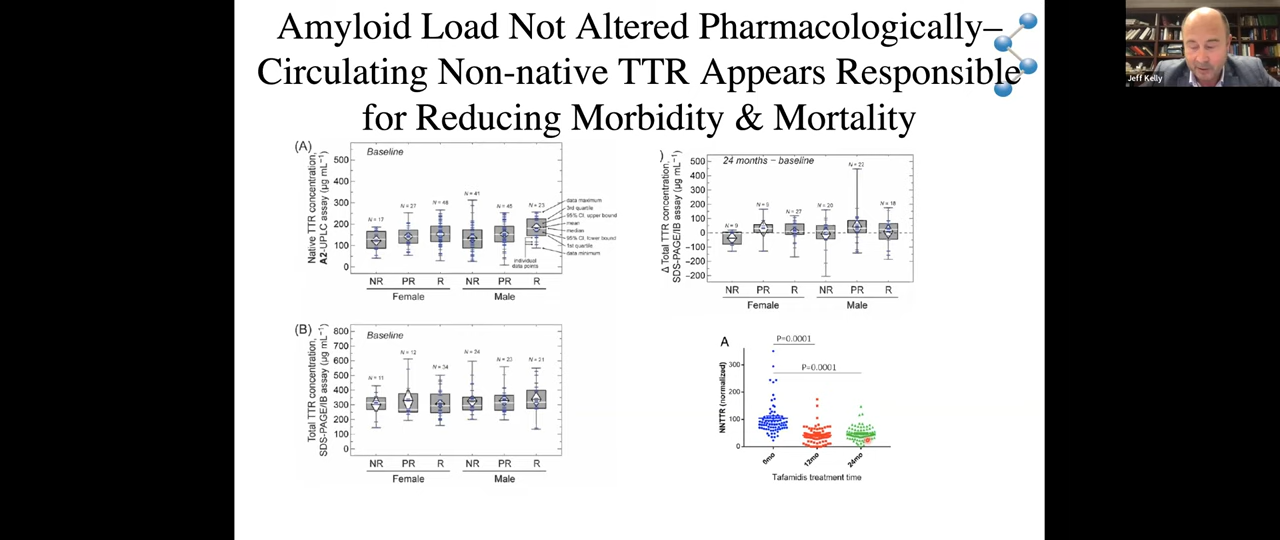 Amyloid Load Not Altered Pharmacologically–
Circulating Non-native TTR Appears Responsible
for Reducing Morbidity & Mortality
Jeff Kelly
(A)
Native TTR concentration,
A2-UPLC assay (μg mL⁻¹)
500
400
300
200
100
0
Baseline
N = 17
N = 27
N = 41
N = 45
N = 23
data maximum
3rd quartile
95% CI, upper bound
mean
median
95% CI, lower bound
1st quartile
data minimum
individual
data points
NR PR R NR PR R
Female Male
)
Δ Total TTR concentration,
SDS-PAGE/IB assay (μg mL⁻¹)
500
400
300
200
100
0
−100
−200
24 months − baseline
N = 9
N = 9
N = 27
N = 20
N = 22
N = 18
NR PR R NR PR R
Female Male
(B)
Total TTR concentration,
SDS-PAGE/IB assay (μg mL⁻¹)
800
700
600
500
400
300
200
100
0
Baseline
N = 11
N = 12
N = 34
N = 24
N = 23
N = 21
NR PR R NR PR R
Female Male
A
P=0.0001
P=0.0001
NNTTR (normalized)
300
200
100
0
0mo 12mo 24mo
Tafamidis treatment time